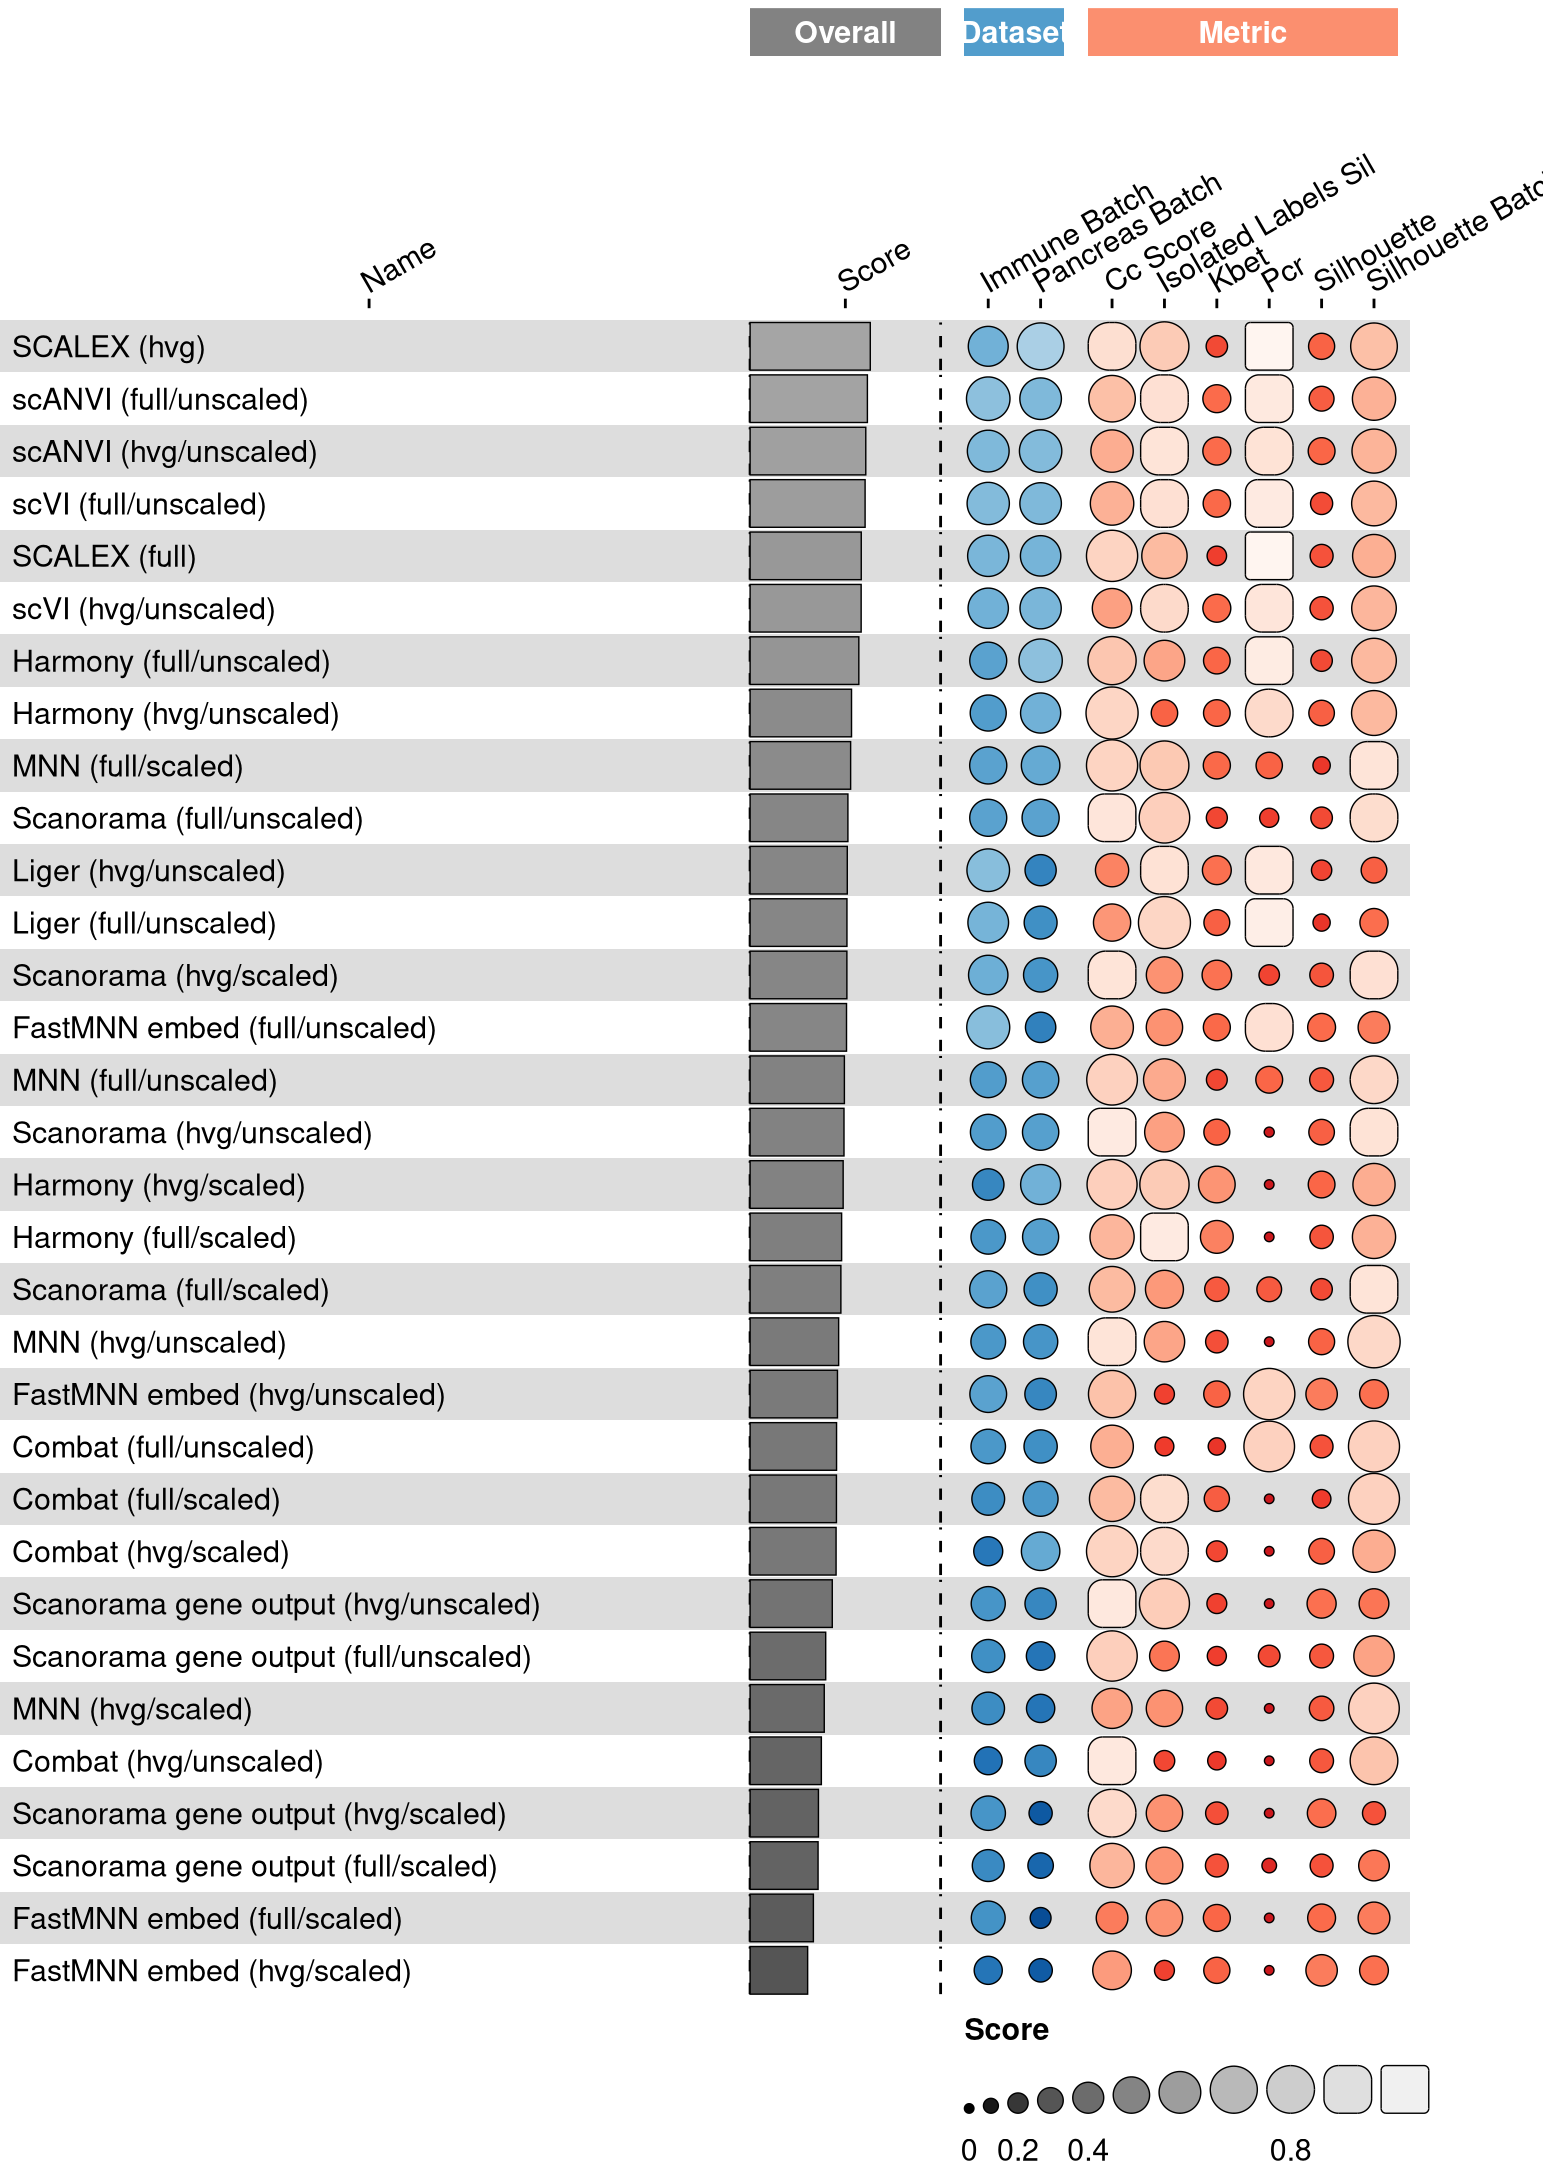 Overall
Dataset
Metric
Name
Score
Immune Batch
Pancreas Batch
Cc Score
Isolated Labels Sil
Kbet
Pcr
Silhouette
Silhouette Batc
SCALEX (hvg)
scANVI (full/unscaled)
scANVI (hvg/unscaled)
scVI (full/unscaled)
SCALEX (full)
scVI (hvg/unscaled)
Harmony (full/unscaled)
Harmony (hvg/unscaled)
MNN (full/scaled)
Scanorama (full/unscaled)
Liger (hvg/unscaled)
Liger (full/unscaled)
Scanorama (hvg/scaled)
FastMNN embed (full/unscaled)
MNN (full/unscaled)
Scanorama (hvg/unscaled)
Harmony (hvg/scaled)
Harmony (full/scaled)
Scanorama (full/scaled)
MNN (hvg/unscaled)
FastMNN embed (hvg/unscaled)
Combat (full/unscaled)
Combat (full/scaled)
Combat (hvg/scaled)
Scanorama gene output (hvg/unscaled)
Scanorama gene output (full/unscaled)
MNN (hvg/scaled)
Combat (hvg/unscaled)
Scanorama gene output (hvg/scaled)
Scanorama gene output (full/scaled)
FastMNN embed (full/scaled)
FastMNN embed (hvg/scaled)
Score
0 0.2 0.4 0.8